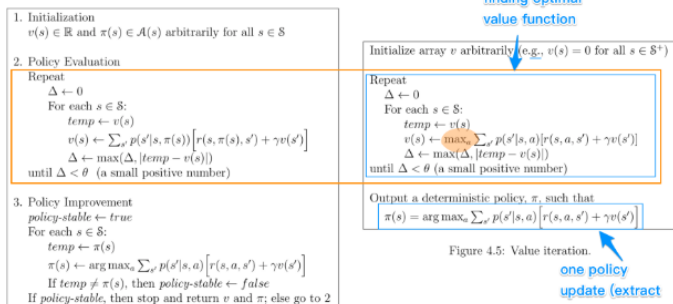 1. Initialization
v(s) ∈ ℝ and π(s) ∈ 𝒜(s) arbitrarily for all s ∈ 𝒮
2. Policy Evaluation
Repeat
Δ ← 0
For each s ∈ 𝒮:
temp ← v(s)
v(s) ← ∑ₛ′ p(s′|s, π(s)) [r(s, π(s), s′) + γv(s′)]
Δ ← max(Δ, |temp − v(s)|)
until Δ < θ (a small positive number)
3. Policy Improvement
policy-stable ← true
For each s ∈ 𝒮:
temp ← π(s)
π(s) ← arg maxₐ ∑ₛ′ p(s′|s, a) [r(s, a, s′) + γv(s′)]
If temp ≠ π(s), then policy-stable ← false
If policy-stable, then stop and return v and π; else go to 2
finding optimal
value function
Initialize array v arbitrarily (e.g., v(s) = 0 for all s ∈ 𝒮⁺)
Repeat
Δ ← 0
For each s ∈ 𝒮:
temp ← v(s)
v(s) ← maxₐ ∑ₛ′ p(s′|s, a)[r(s, a, s′) + γv(s′)]
Δ ← max(Δ, |temp − v(s)|)
until Δ < θ (a small positive number)
Output a deterministic policy, π, such that
π(s) = arg maxₐ ∑ₛ′ p(s′|s, a) [r(s, a, s′) + γv(s′)]
Figure 4.5: Value iteration.
one policy
update (extract